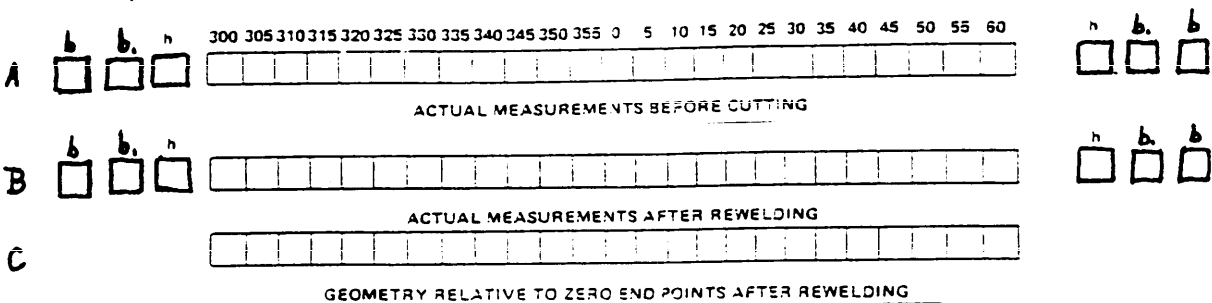 b b. n 300 305 310 315 320 325 330 335 340 345 350 355 0 5 10 15 20 25 30 35 40 45 50 55 60 n b. b
A
ACTUAL MEASUREMENTS BEFORE CUTTING
b b. n n b. b
B
ACTUAL MEASUREMENTS AFTER REWELDING
C
GEOMETRY RELATIVE TO ZERO END POINTS AFTER REWELDING